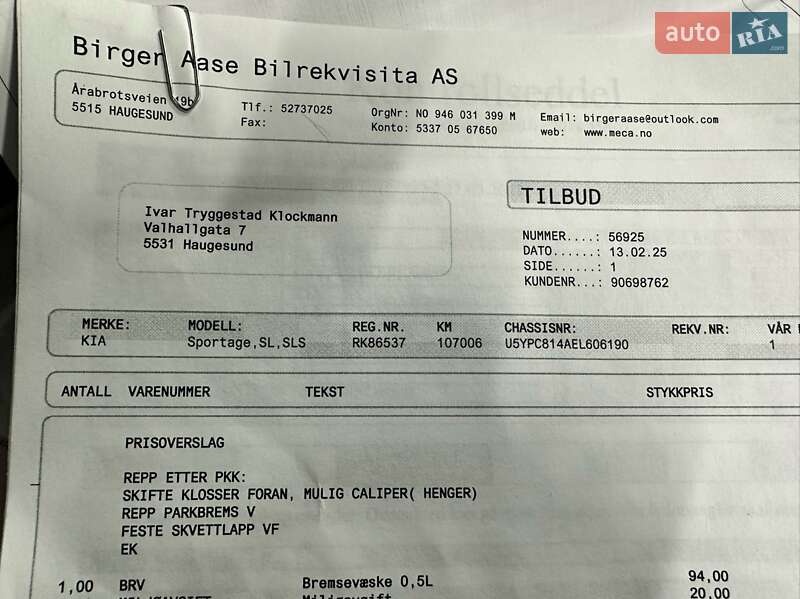 auto RIA .com
Birger Aase Bilrekvisita AS
Årabrotsveien 19b
5515 HAUGESUND
Tlf.: 52737025
Fax:
OrgNr: NO 946 031 399 M
Konto: 5337 05 67650
Email: birgeraase@outlook.com
web: www.meca.no
Ivar Tryggestad Klockmann
Valhallgata 7
5531 Haugesund
TILBUD
NUMMER....: 56925
DATO......: 13.02.25
SIDE......: 1
KUNDENR...: 90698762
MERKE: MODELL: REG.NR. KM CHASSISNR: REKV.NR: VÅR
KIA Sportage,SL,SLS RK86537 107006 U5YPC814AEL606190 1
ANTALL VARENUMMER TEKST STYKKPRIS
PRISOVERSLAG
REPP ETTER PKK:
SKIFTE KLOSSER FORAN, MULIG CALIPER( HENGER)
REPP PARKBREMS V
FESTE SKVETTLAPP VF
EK
1,00 BRV Bremsevæske 0,5L 94,00
Miljøavgift 20,00